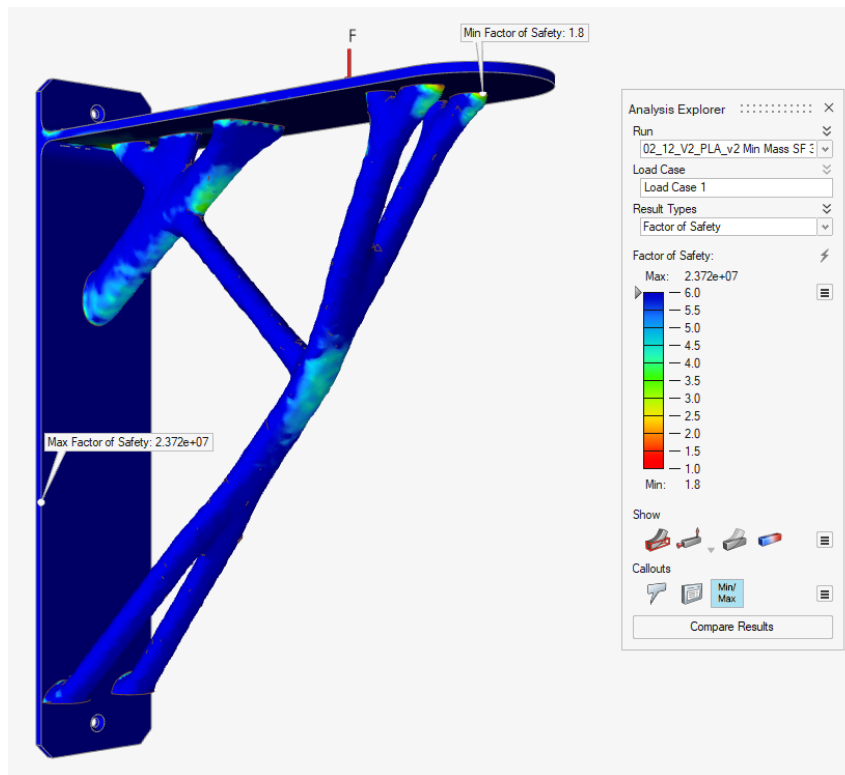 F
Min Factor of Safety: 1.8
Max Factor of Safety: 2.372e+07
Analysis Explorer
Run
02_12_V2_PLA_v2 Min Mass SF
Load Case
Load Case 1
Result Types
Factor of Safety
Factor of Safety:
Max: 2.372e+07
6.0
5.5
5.0
4.5
4.0
3.5
3.0
2.5
2.0
1.5
1.0
Min: 1.8
Show
Callouts
Min/
Max
Compare Results